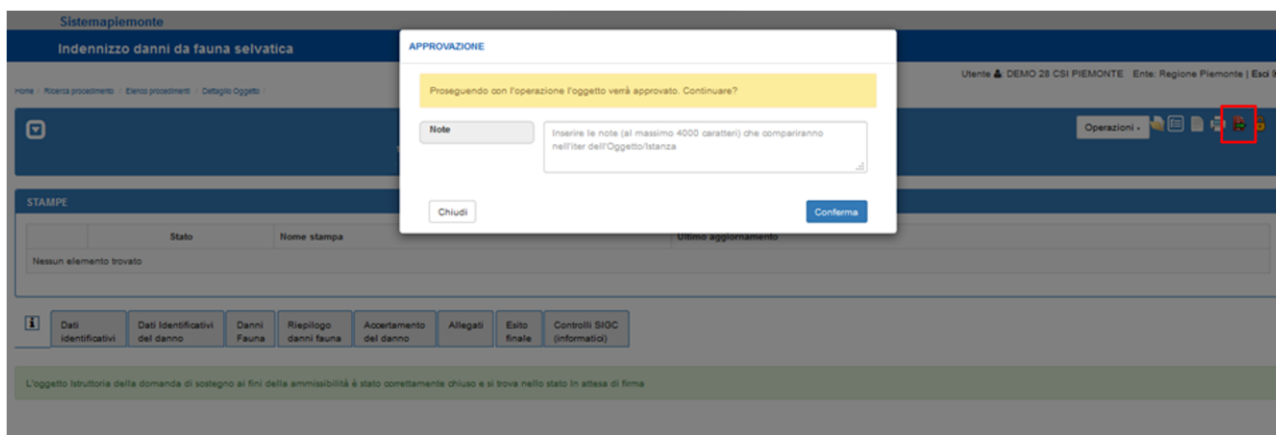 Sistemapiemonte
Indennizzo danni da fauna selvatica
Utente DEMO 28 CSI PIEMONTE Ente: Regione Piemonte | Esci
Home / Ricerca procedimento / Elenco procedimenti / Dettaglio Oggetto /
Operazioni
APPROVAZIONE
Proseguendo con l'operazione l'oggetto verrà approvato. Continuare?
Note
Inserire le note (al massimo 4000 caratteri) che compariranno
nell'iter dell'Oggetto/Istanza
Chiudi
Conferma
STAMPE
Stato Nome stampa Ultimo aggiornamento
Nessun elemento trovato
Dati
identificativi
Dati Identificativi
del danno
Danni
Fauna
Riepilogo
danni fauna
Accertamento
del danno
Allegati
Esito
finale
Controlli SIGC
(informatici)
L'oggetto Istruttoria della domanda di sostegno ai fini della ammissibilità è stato correttamente chiuso e si trova nello stato In attesa di firma